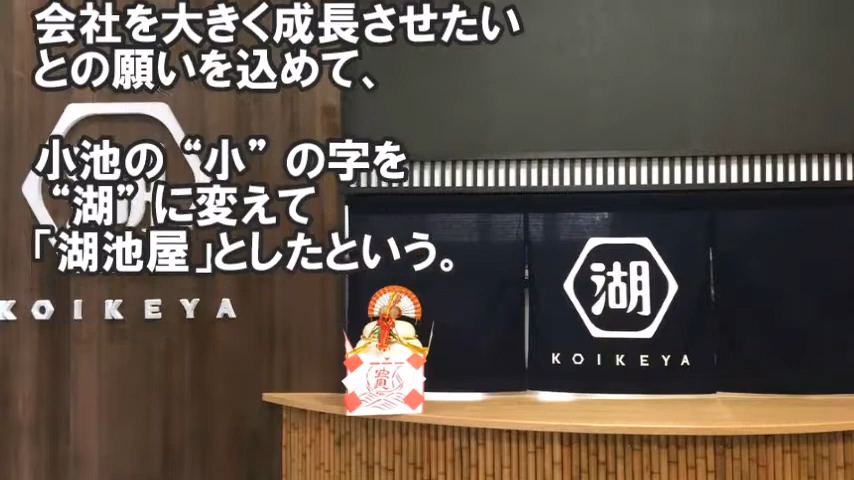 会社を大きく成長させたい
との願いを込めて、
小池の“小”の字を
“湖”に変えて
「湖池屋」としたという。
KOIKEYA
湖
KOIKEYA